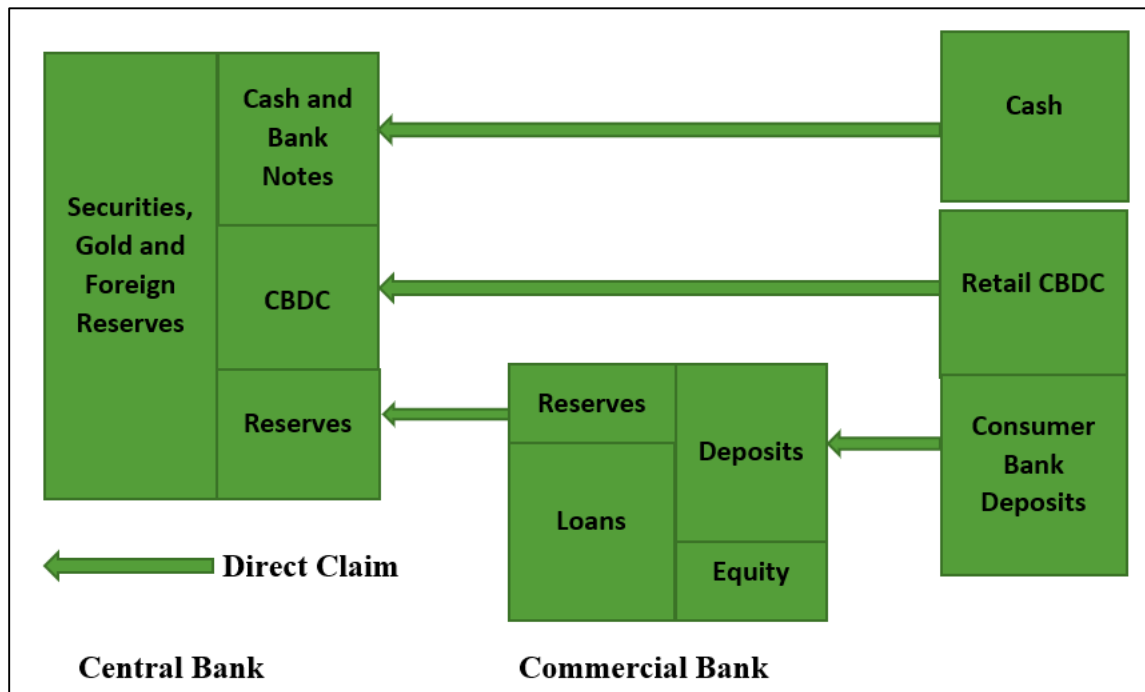 Securities,
Gold and
Foreign
Reserves
Cash and
Bank
Notes
CBDC
Reserves
Cash
Retail CBDC
Consumer
Bank
Deposits
Reserves
Loans
Deposits
Equity
Direct Claim
Central Bank
Commercial Bank